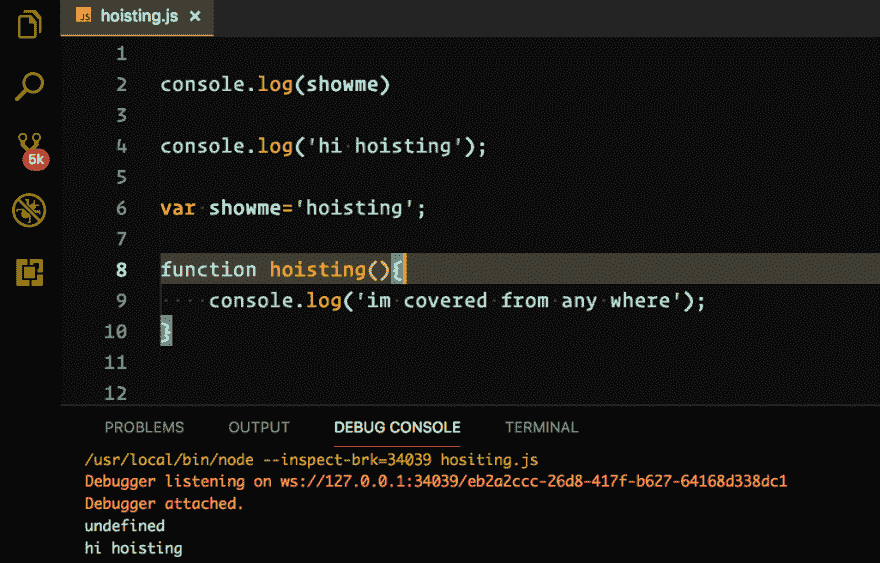 JS hoisting.js ×
1
2 console.log(showme)
3
4 console.log('hi hoisting');
5
6 var showme='hoisting';
7
8 function hoisting(){
9 console.log('im covered from any where');
10 }
11
12
5k
PROBLEMS OUTPUT DEBUG CONSOLE TERMINAL
/usr/local/bin/node --inspect-brk=34039 hositing.js
Debugger listening on ws://127.0.0.1:34039/eb2a2ccc-26d8-417f-b627-64168d338dc1
Debugger attached.
undefined
hi hoisting